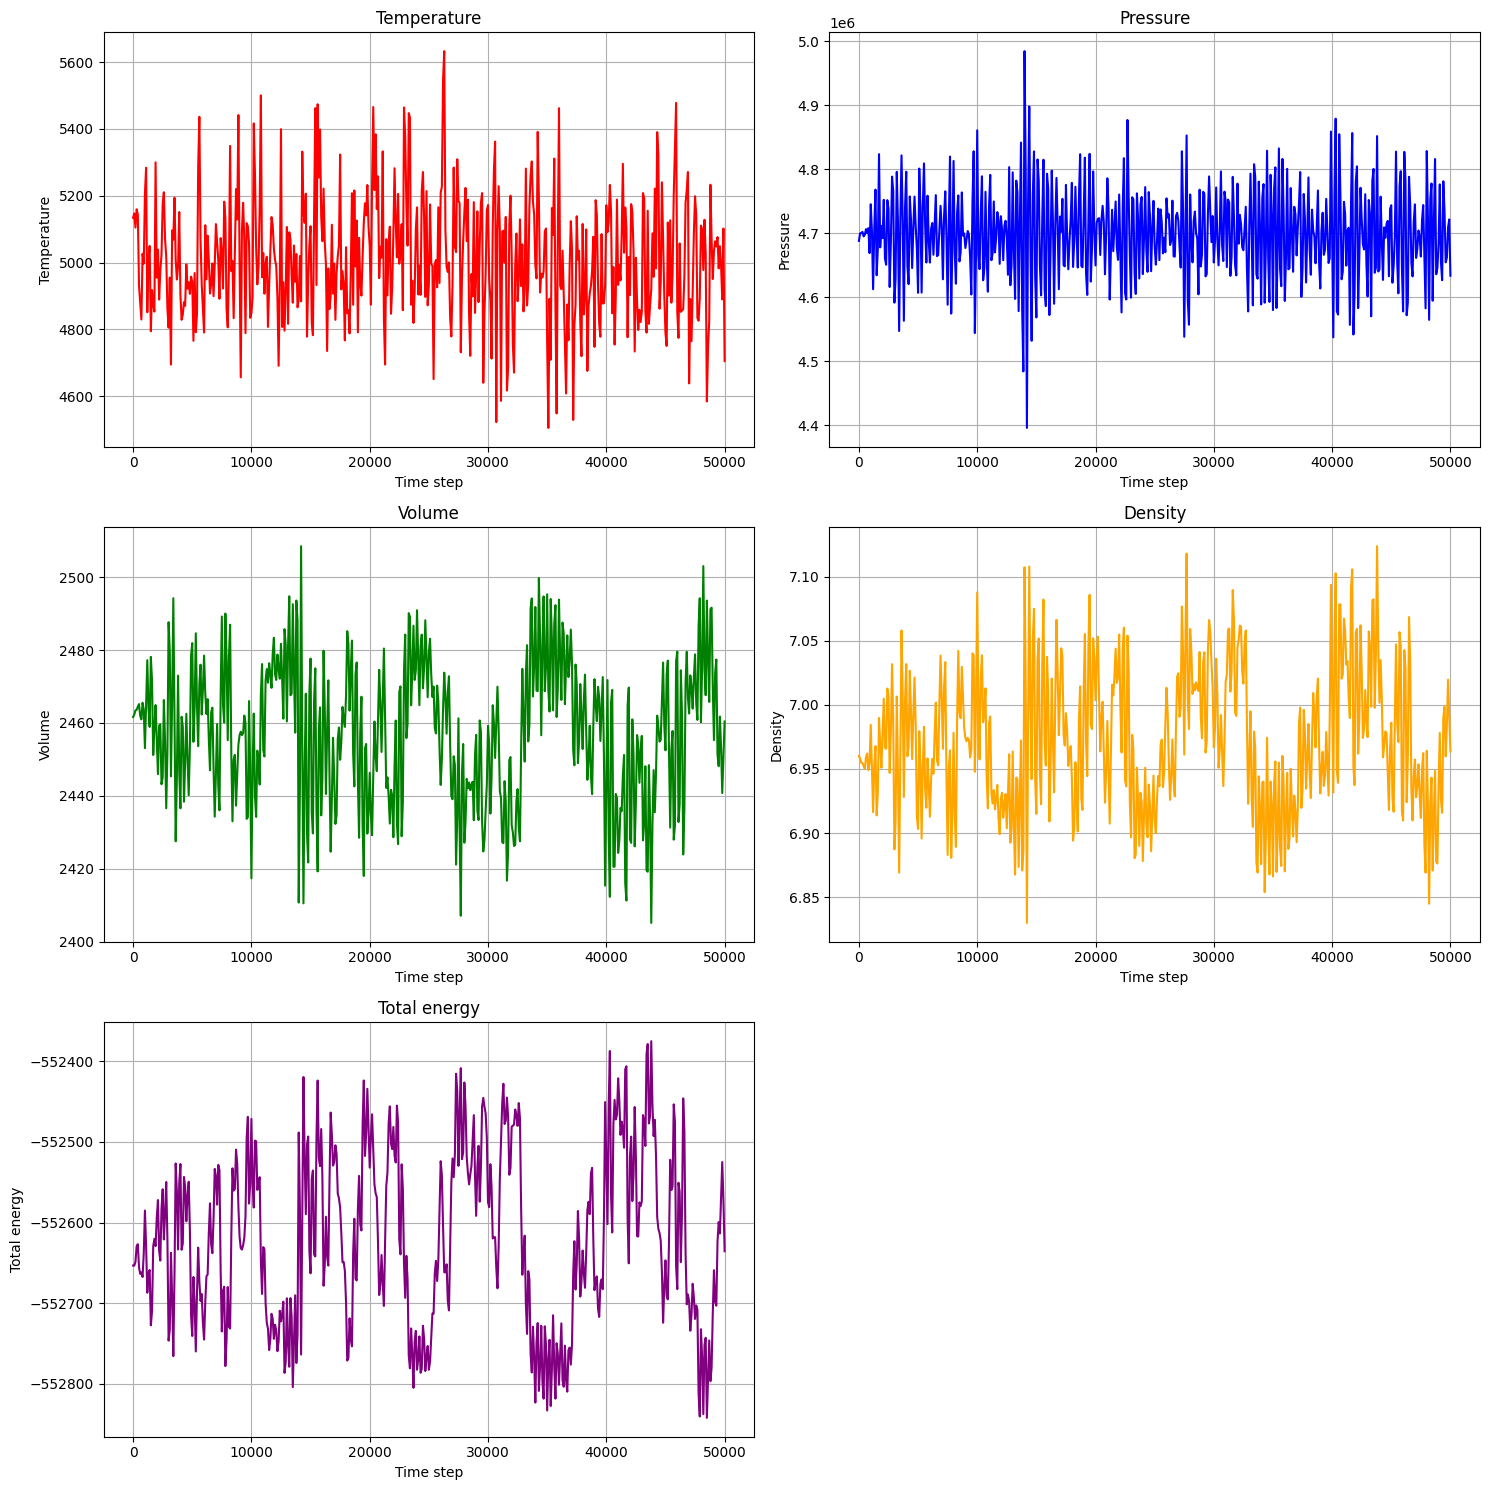 Temperature
Temperature
5600
5400
5200
5000
4800
4600
0 10000 20000 30000 40000 50000
Time step
Pressure
1e6
Pressure
5.0
4.9
4.8
4.7
4.6
4.5
4.4
0 10000 20000 30000 40000 50000
Time step
Volume
Volume
2500
2480
2460
2440
2420
2400
0 10000 20000 30000 40000 50000
Time step
Density
Density
7.10
7.05
7.00
6.95
6.90
6.85
0 10000 20000 30000 40000 50000
Time step
Total energy
Total energy
−552400
−552500
−552600
−552700
−552800
0 10000 20000 30000 40000 50000
Time step